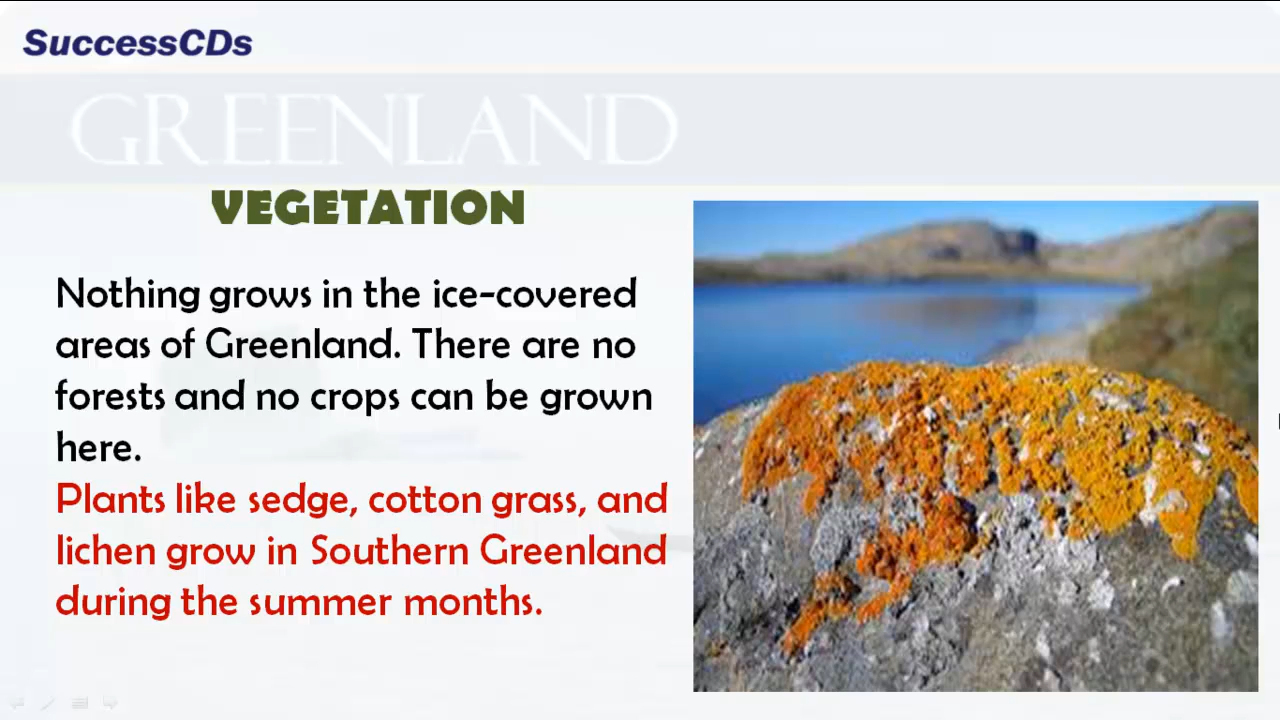 SuccessCDs
GREENLAND
VEGETATION
Nothing grows in the ice-covered
areas of Greenland. There are no
forests and no crops can be grown
here.
Plants like sedge, cotton grass, and
lichen grow in Southern Greenland
during the summer months.